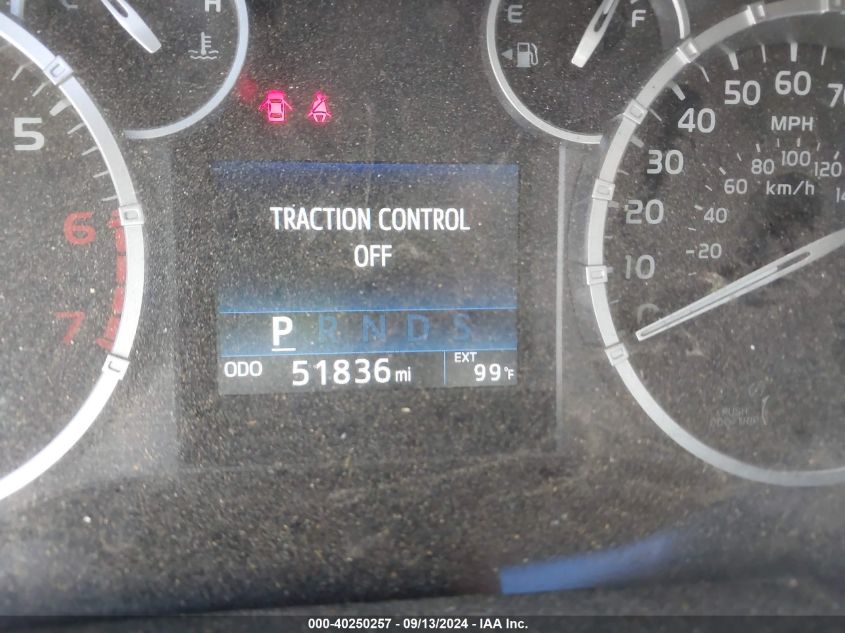 H
E
F
5
6
7
TRACTION CONTROL
OFF
P R N D S
ODO 51836 mi
EXT
99°F
0
10
20
30
40
50
60
MPH
20
40
60
80
100
120
km/h
000-40250257 - 09/13/2024 - IAA Inc.